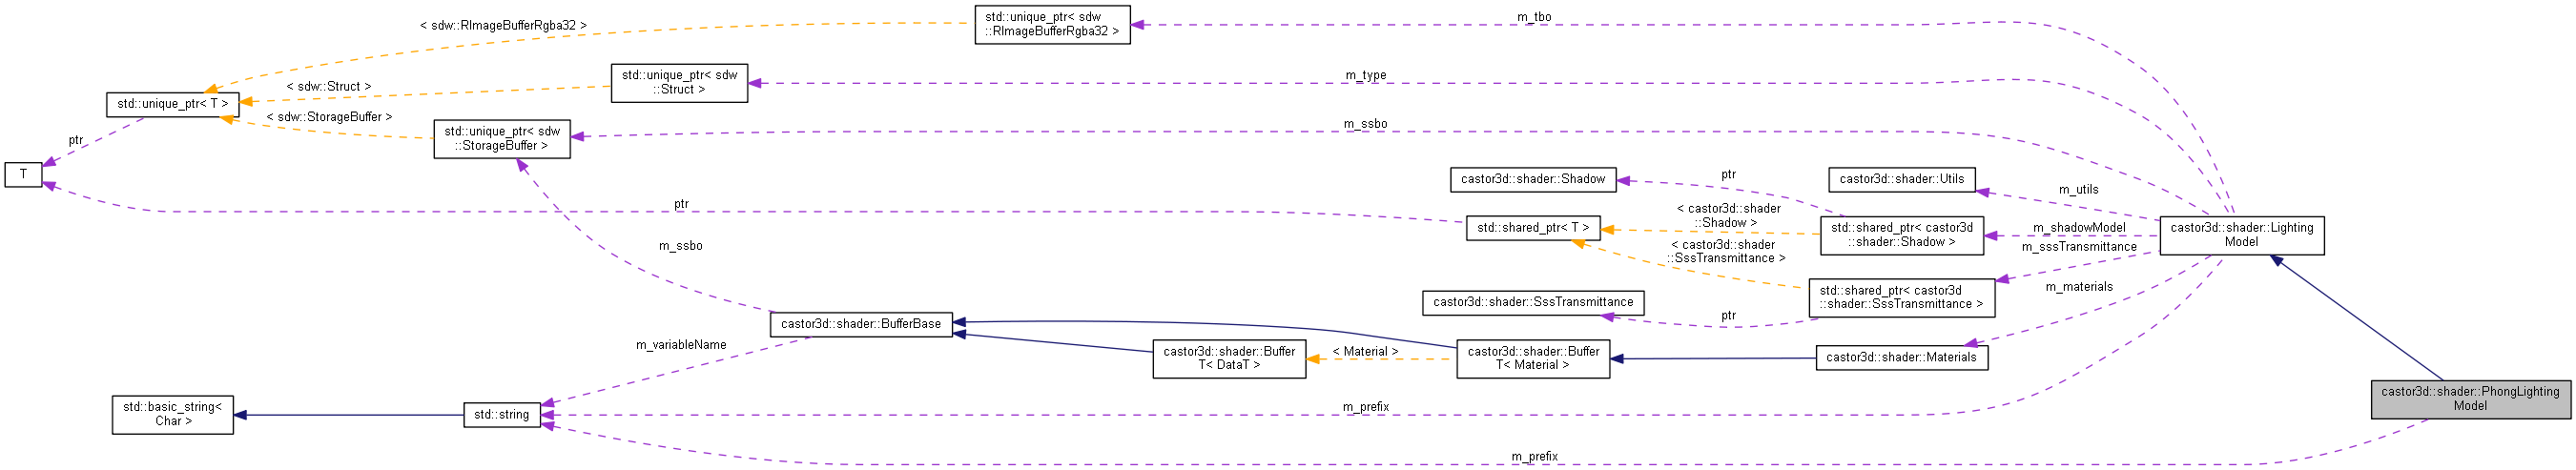 < sdw::RImageBufferRgba32 >
std::unique_ptr< sdw
::RImageBufferRgba32 >
m_tbo
std::unique_ptr< T >
< sdw::Struct >
std::unique_ptr< sdw
::Struct >
m_type
< sdw::StorageBuffer >
std::unique_ptr< sdw
::StorageBuffer >
m_ssbo
ptr
T
ptr
m_ssbo
castor3d::shader::Shadow
ptr
castor3d::shader::Utils
m_utils
std::shared_ptr< T >
< castor3d::shader
::Shadow >
std::shared_ptr< castor3d
::shader::Shadow >
m_shadowModel
castor3d::shader::Lighting
Model
< castor3d::shader
::SssTransmittance >
m_sssTransmittance
std::shared_ptr< castor3d
::shader::SssTransmittance >
m_materials
castor3d::shader::SssTransmittance
ptr
castor3d::shader::BufferBase
m_variableName
castor3d::shader::Buffer
T< DataT >
< Material >
castor3d::shader::Buffer
T< Material >
castor3d::shader::Materials
std::basic_string<
Char >
std::string
m_prefix
castor3d::shader::PhongLighting
Model
m_prefix